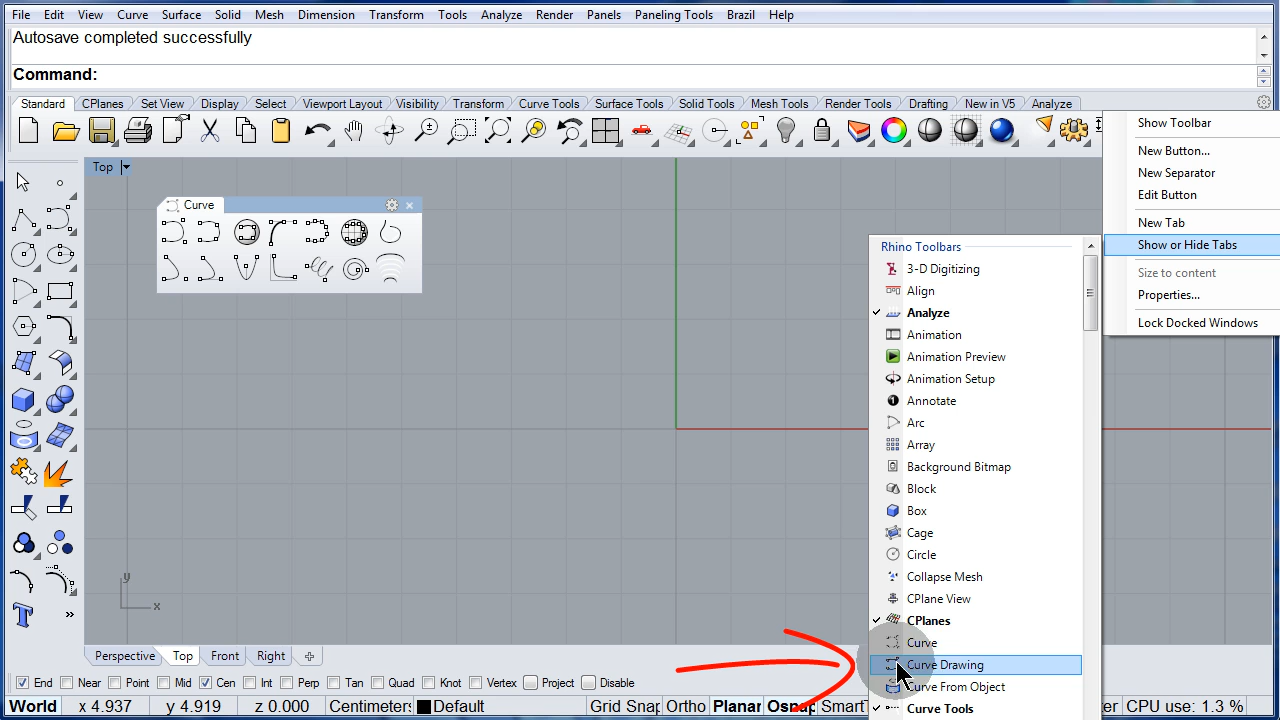 File Edit View Curve Surface Solid Mesh Dimension Transform Tools Analyze Render Panels Paneling Tools Brazil Help
Autosave completed successfully
Command:
Standard CPlanes Set View Display Select Viewport Layout Visibility Transform Curve Tools Surface Tools Solid Tools Mesh Tools Render Tools Drafting New in V5 Analyze
Show Toolbar
New Button...
New Separator
Edit Button
New Tab
Show or Hide Tabs
Size to content
Properties...
Lock Docked Windows
Top
Curve
Rhino Toolbars
3-D Digitizing
Align
Analyze
Animation
Animation Preview
Animation Setup
Annotate
Arc
Array
Background Bitmap
Block
Box
Cage
Circle
Collapse Mesh
CPlane View
CPlanes
Curve
Curve Drawing
Curve From Object
Curve Tools
y
x
Perspective Top Front Right
End Near Point Mid Cen Int Perp Tan Quad Knot Vertex Project Disable
World x 4.937 y 4.919 z 0.000 Centimeters Default Grid Snap Ortho Planar Osnap CPU use: 1.3 %